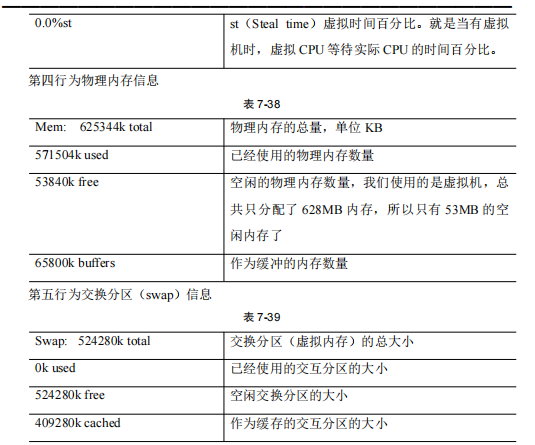 0.0%st st（Steal time）虚拟时间百分比。就是当有虚拟
机时，虚拟 CPU 等待实际 CPU 的时间百分比。
第四行为物理内存信息
表 7-38
Mem: 625344k total 物理内存的总量，单位 KB
571504k used 已经使用的物理内存数量
53840k free 空闲的物理内存数量，我们使用的是虚拟机，总
共只分配了 628MB 内存，所以只有 53MB 的空
闲内存了
65800k buffers 作为缓冲的内存数量
第五行为交换分区（swap）信息
表 7-39
Swap: 524280k total 交换分区（虚拟内存）的总大小
0k used 已经使用的交互分区的大小
524280k free 空闲交换分区的大小
409280k cached 作为缓存的交互分区的大小